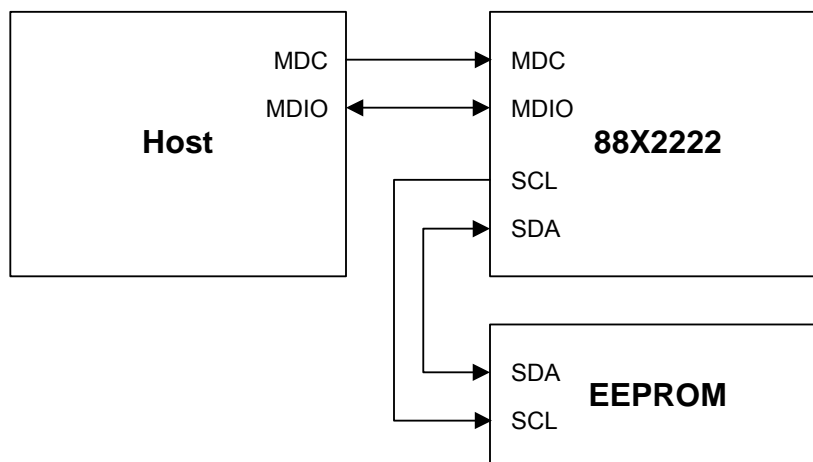 MDC
MDIO
Host
MDC
MDIO
88X2222
SCL
SDA
SDA
EEPROM
SCL